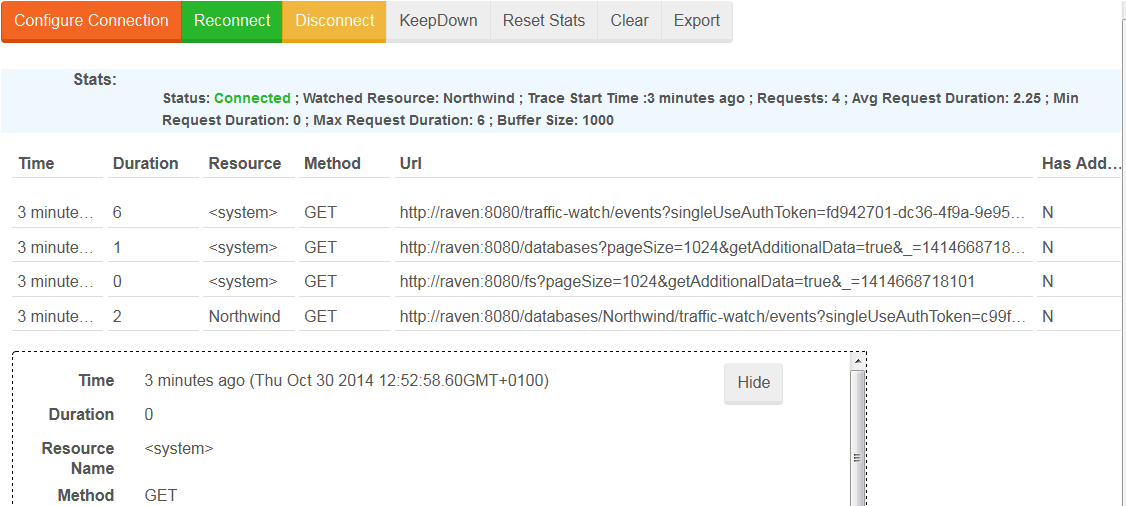 Configure Connection Reconnect Disconnect KeepDown Reset Stats Clear Export
Stats:
Status: Connected ; Watched Resource: Northwind ; Trace Start Time :3 minutes ago ; Requests: 4 ; Avg Request Duration: 2.25 ; Min
Request Duration: 0 ; Max Request Duration: 6 ; Buffer Size: 1000
Time Duration Resource Method Url Has Add...
3 minute... 6 <system> GET http://raven:8080/traffic-watch/events?singleUseAuthToken=fd942701-dc36-4f9a-9e95... N
3 minute... 1 <system> GET http://raven:8080/databases?pageSize=1024&getAdditionalData=true&_=1414668718... N
3 minute... 0 <system> GET http://raven:8080/fs?pageSize=1024&getAdditionalData=true&_=1414668718101 N
3 minute... 2 Northwind GET http://raven:8080/databases/Northwind/traffic-watch/events?singleUseAuthToken=c99f... N
Time 3 minutes ago (Thu Oct 30 2014 12:52:58.60GMT+0100) Hide
Duration 0
Resource <system>
Name
Method GET